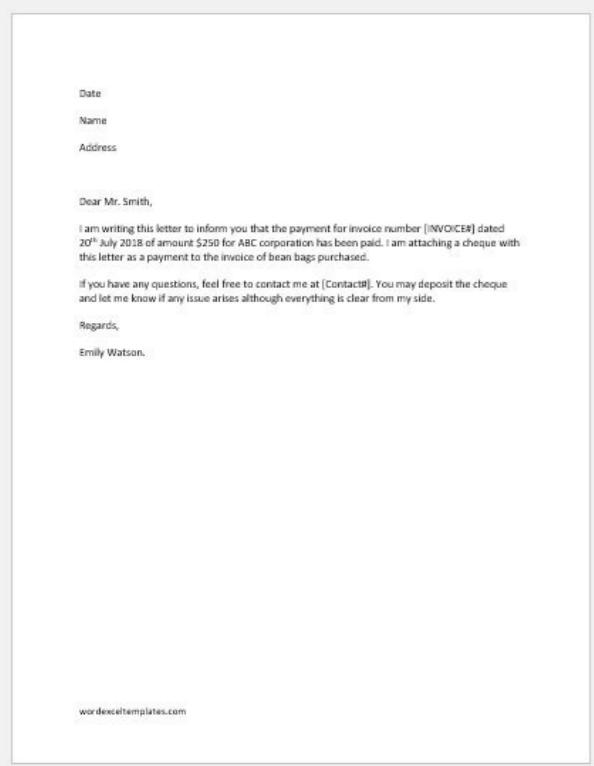 Date
Name
Address
Dear Mr. Smith,
I am writing this letter to inform you that the payment for invoice number [INVOICE#] dated
20th July 2018 of amount $250 for ABC corporation has been paid. I am attaching a cheque with
this letter as a payment to the invoice of bean bags purchased.
If you have any questions, feel free to contact me at [Contact#]. You may deposit the cheque
and let me know if any issue arises although everything is clear from my side.
Regards,
Emily Watson.
wordexceltemplates.com